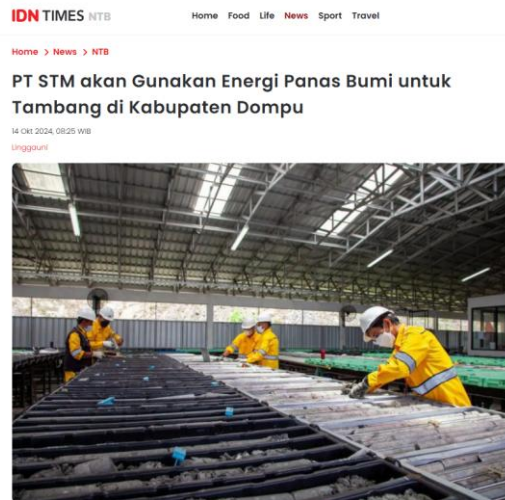 IDN TIMES NTB
Home Food Life News Sport Travel
Home > News > NTB
PT STM akan Gunakan Energi Panas Bumi untuk
Tambang di Kabupaten Dompu
14 Okt 2024, 08:25 WIB
Linggauni